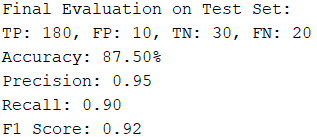 Final Evaluation on Test Set:
TP: 180, FP: 10, TN: 30, FN: 20
Accuracy: 87.50%
Precision: 0.95
Recall: 0.90
F1 Score: 0.92